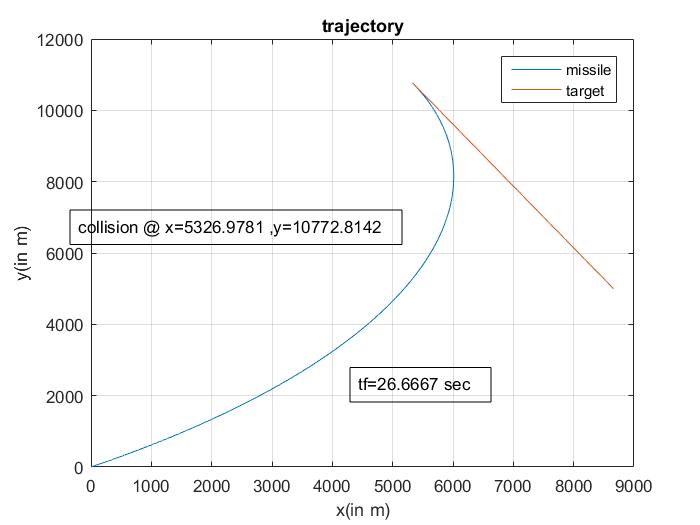 trajectory
12000
10000
8000
6000
4000
2000
0
y(in m)
missile
target
collision @ x=5326.9781 ,y=10772.8142
tf=26.6667 sec
0 1000 2000 3000 4000 5000 6000 7000 8000 9000
x(in m)